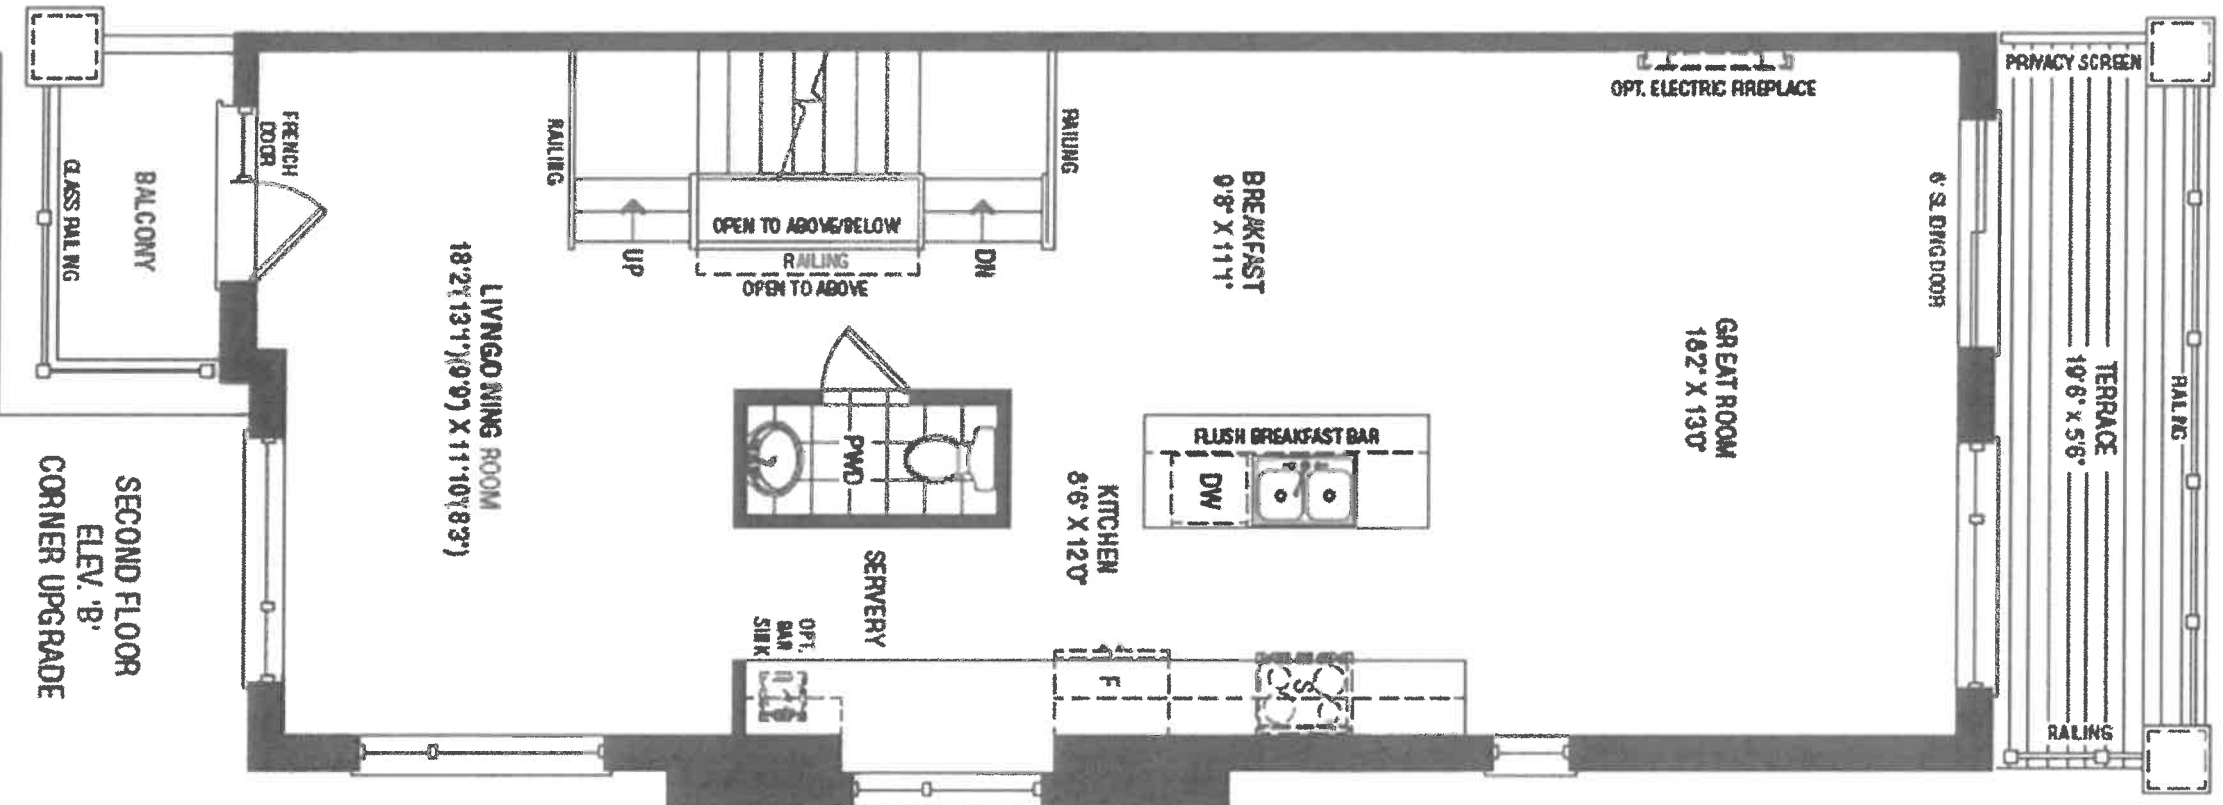 PRIVACY SCREEN
OPT. ELECTRIC FIREPLACE
RAILING
RAILING
FRENCH
DOOR
BALCONY
GLASS RAILING
6' SLIDING DOOR
BREAKFAST
9'8" X 11'1"
OPEN TO ABOVE/BELOW
RAILING
OPEN TO ABOVE
UP
DN
LIVING/DINING ROOM
18'2"(13'1")(9'9") X 11'10"(8'3")
GREAT ROOM
18'2" X 13'0"
TERRACE
19'6" x 5'6"
RAILING
FLUSH BREAKFAST BAR
DW
PWD
KITCHEN
8'6" X 12'0"
SERVERY
OPT.
BAR
SINK
F
S
RAILING
SECOND FLOOR
ELEV. 'B'
CORNER UPGRADE